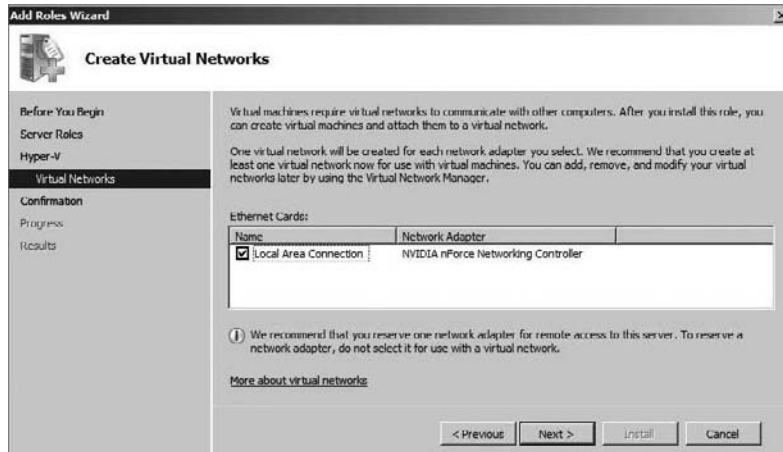 Add Roles Wizard
Create Virtual Networks
Before You Begin
Server Roles
Hyper-V
Virtual Networks
Confirmation
Progress
Results
Virtual machines require virtual networks to communicate with other computers. After you install this role, you
can create virtual machines and attach them to a virtual network.
One virtual network will be created for each network adapter you select. We recommend that you create at
least one virtual network now for use with virtual machines. You can add, remove, and modify your virtual
networks later by using the Virtual Network Manager.
Ethernet Cards:
Name Network Adapter
Local Area Connection NVIDIA nForce Networking Controller
We recommend that you reserve one network adapter for remote access to this server. To reserve a
network adapter, do not select it for use with a virtual network.
More about virtual networks
< Previous Next > Install Cancel